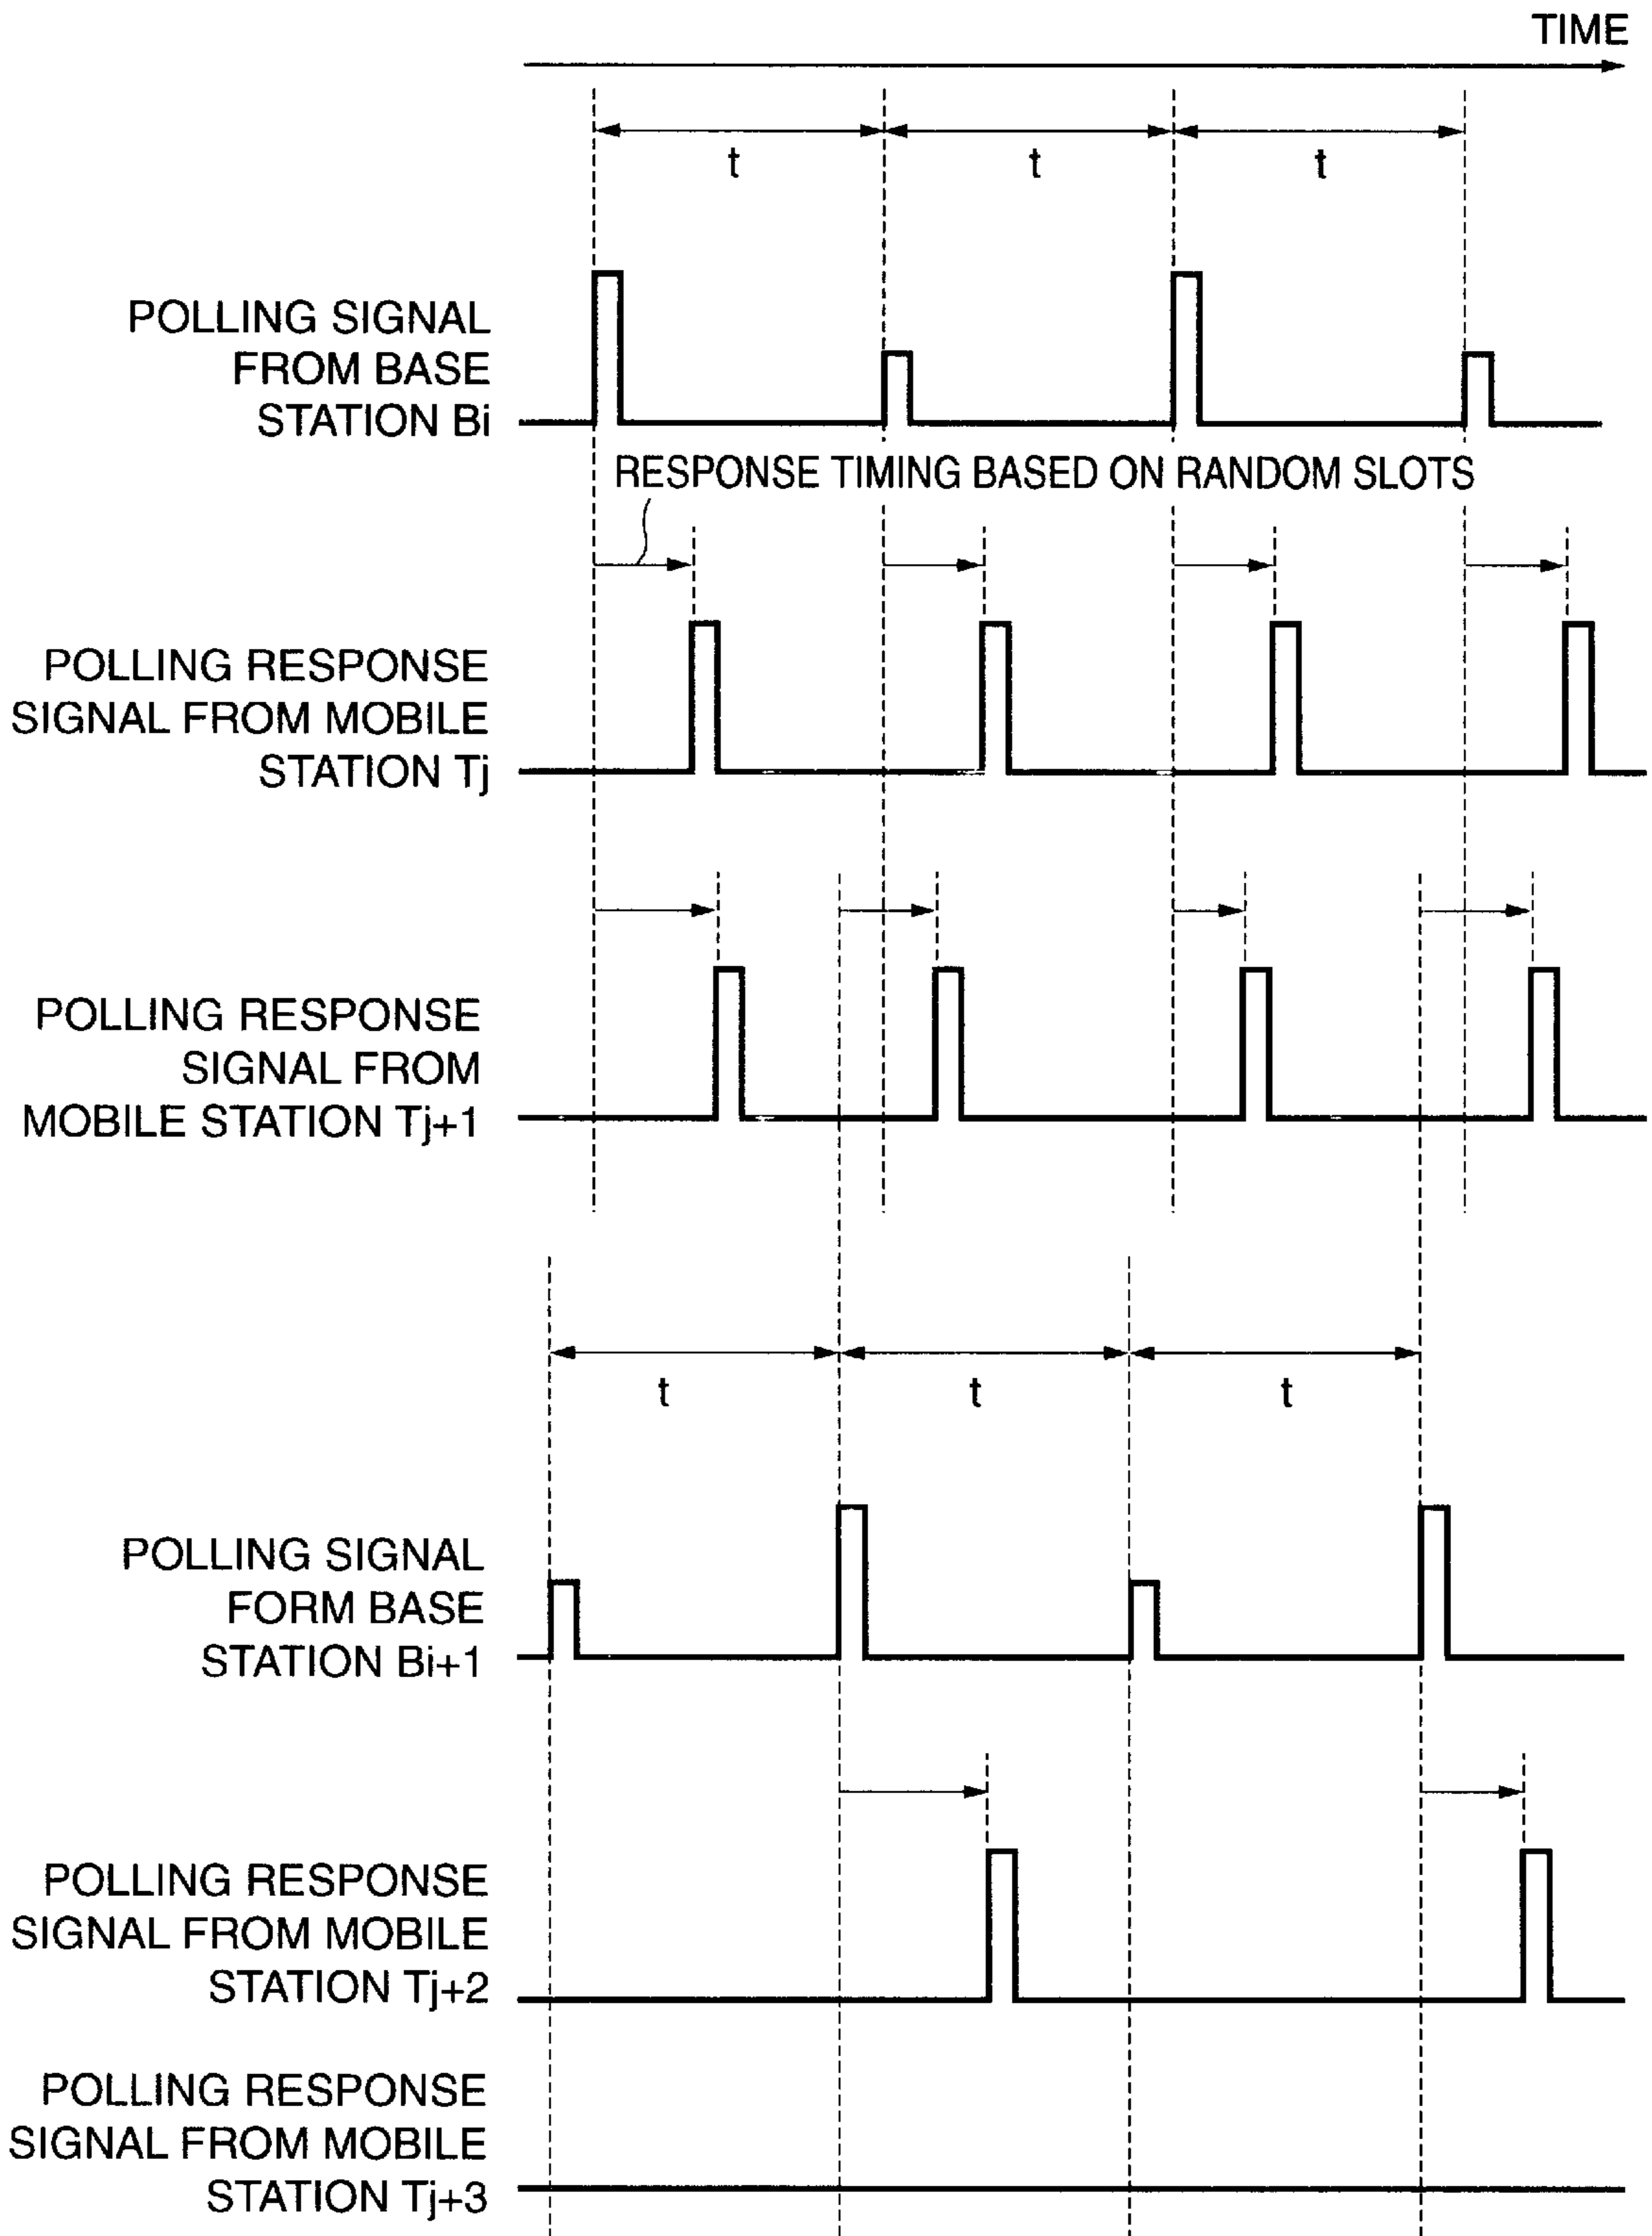 TIME
t
t
t
POLLING SIGNAL
FROM BASE
STATION Bi
RESPONSE TIMING BASED ON RANDOM SLOTS
POLLING RESPONSE
SIGNAL FROM MOBILE
STATION Tj
POLLING RESPONSE
SIGNAL FROM
MOBILE STATION Tj+1
t
t
t
POLLING SIGNAL
FORM BASE
STATION Bi+1
POLLING RESPONSE
SIGNAL FROM MOBILE
STATION Tj+2
POLLING RESPONSE
SIGNAL FROM MOBILE
STATION Tj+3